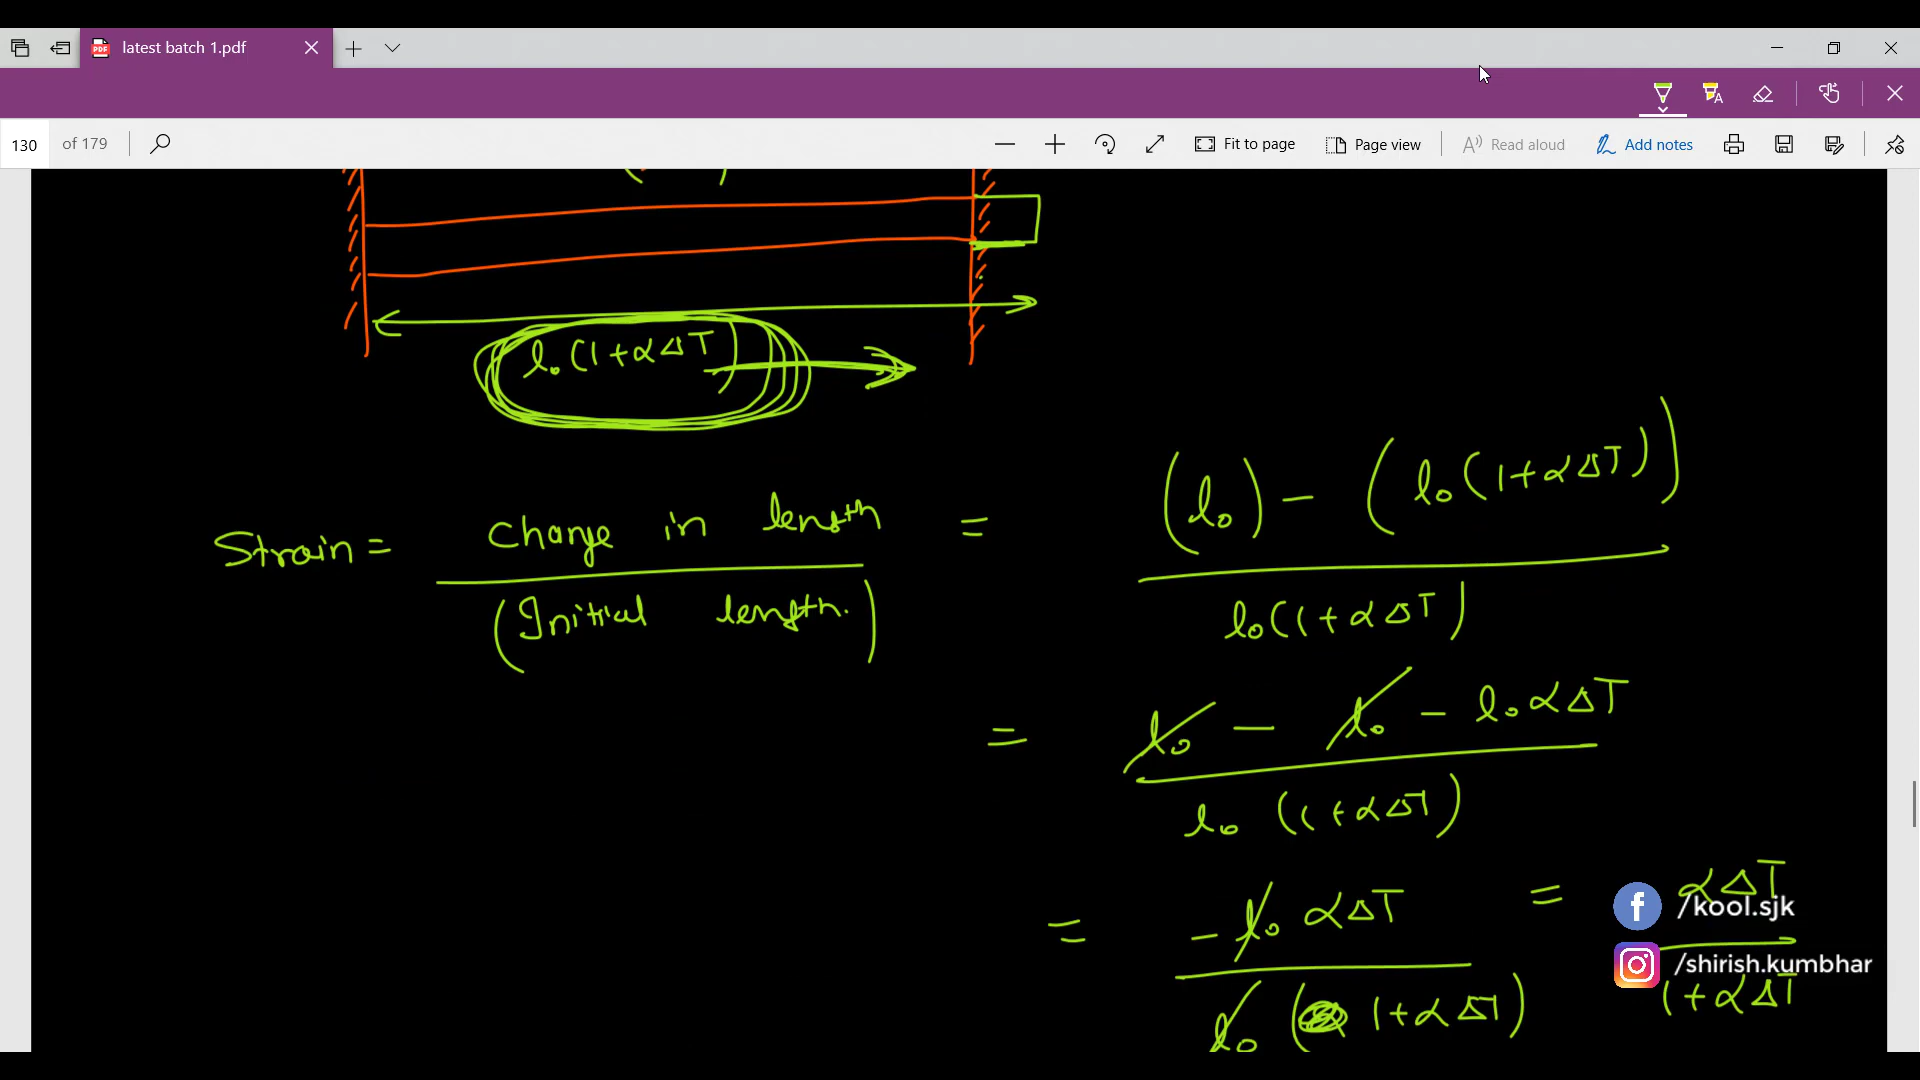 latest batch 1.pdf
130 of 179
Fit to page
Page view
Read aloud
Add notes
l₀(1+αΔT)
Strain = Change in length / (Initial length.) = (l₀) - (l₀(1+αΔT)) / l₀(1+αΔT)
= l₀ - l₀ - l₀αΔT / l₀(1+αΔT)
= - l₀ αΔT / l₀ ( 1+αΔT) = αΔT / 1+αΔT
/kool.sjk
/shirish.kumbhar